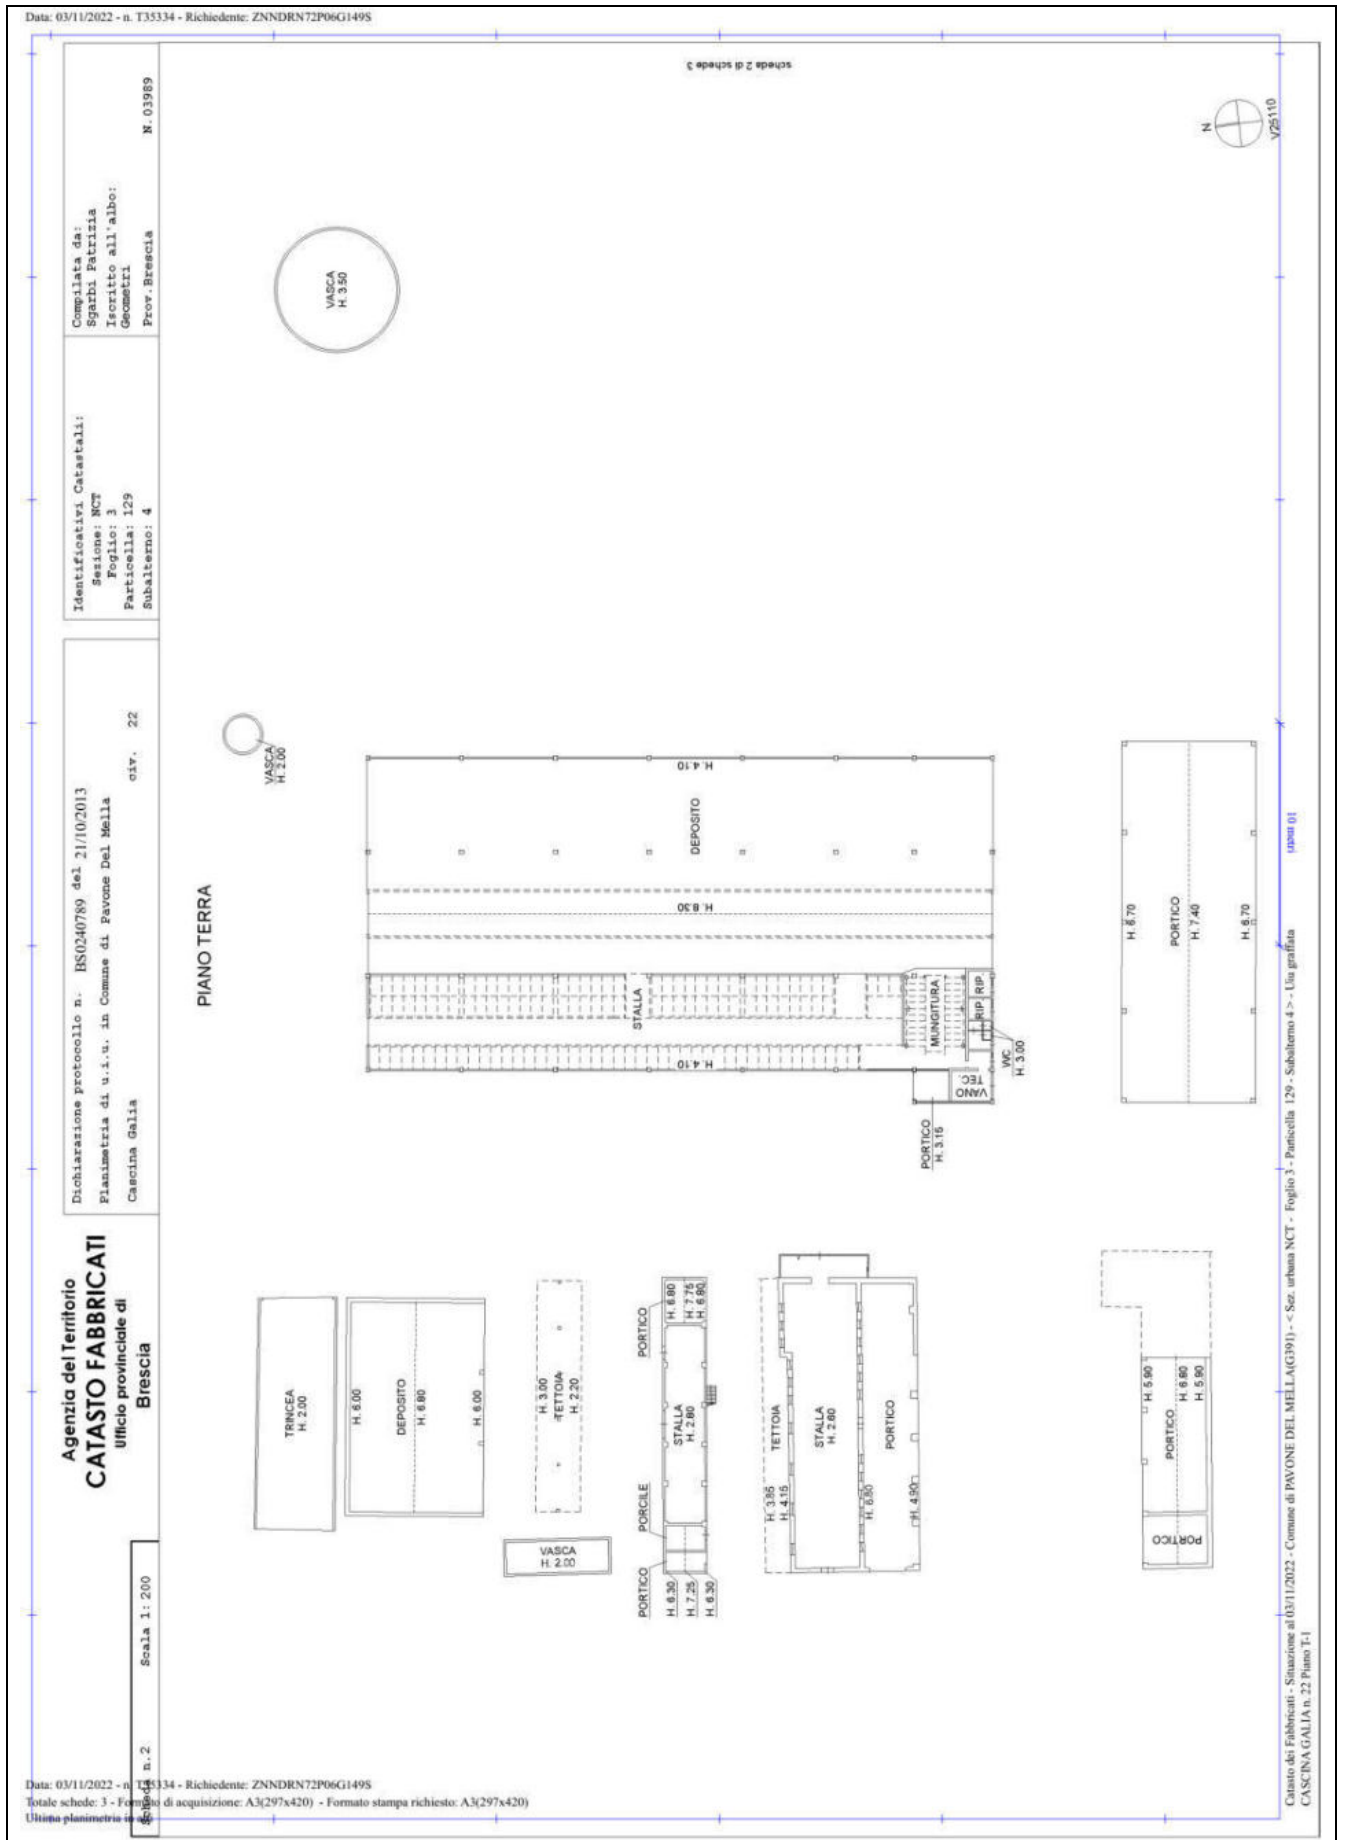 Data: 03/11/2022 - n. T35334 - Richiedente: ZNNDRN72P06G149S
Agenzia del Territorio
CATASTO FABBRICATI
Ufficio provinciale di
Brescia
Dichiarazione protocollo n. BS0240789 del 21/10/2013
Planimetria di u.i.u. in Comune di Pavone Del Mella
Cascina Galia civ. 22
Identificativi Catastali:
Sezione: NCT
Foglio: 3
Particella: 129
Subalterno: 4
Compilata da:
Sgarbi Patrizia
Iscritto all'albo:
Geometri
Prov. Brescia N. 03989
Scheda n. 2 Scala 1: 200
scheda 2 di schede 3
PIANO TERRA
TRINCEA
H. 2.00
H. 6.00
DEPOSITO
H. 6.80
H. 6.00
H. 3.00
TETTOIA
H. 2.20
VASCA
H. 2.00
VASCA
H. 2.00
VASCA
H. 3.50
N
V25110
PORTICO
H. 6.80
H. 7.75
H. 6.80
STALLA
H. 2.80
PORCILE
PORTICO
H. 6.30
H. 7.25
H. 6.30
TETTOIA
H. 3.85
H. 4.15
STALLA
H. 2.60
PORTICO
H. 6.80
H. 4.90
H. 4.10
DEPOSITO
H. 8.30
STALLA
H. 4.10
MUNGITURA
RIP.
RIP.
WC
H. 3.00
VANO
TEC.
PORTICO
H. 3.15
H. 6.70
PORTICO
H. 7.40
H. 6.70
H. 5.90
PORTICO
H. 6.80
H. 5.90
PORTICO
10 metri
Catasto dei Fabbricati - Situazione al 03/11/2022 - Comune di PAVONE DEL MELLA(G391) - < Sez. urbana NCT - Foglio 3 - Particella 129 - Subalterno 4 > - Uiu graffata
CASCINA GALIA n. 22 Piano T-1
Data: 03/11/2022 - n. T35334 - Richiedente: ZNNDRN72P06G149S
Totale schede: 3 - Formato di acquisizione: A3(297x420) - Formato stampa richiesto: A3(297x420)
Ultima planimetria in